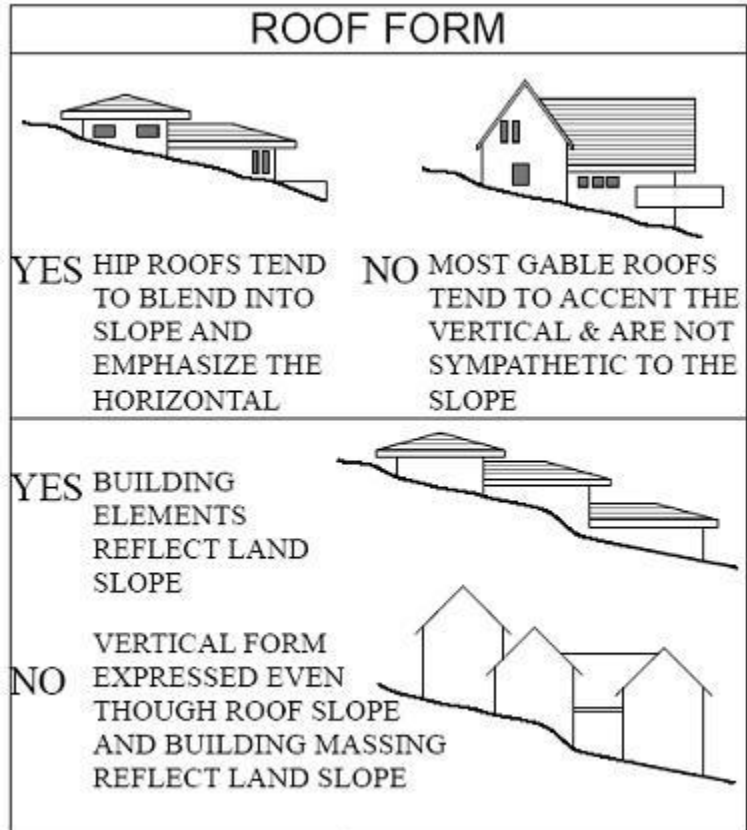 ROOF FORM
YES HIP ROOFS TEND
TO BLEND INTO
SLOPE AND
EMPHASIZE THE
HORIZONTAL
NO MOST GABLE ROOFS
TEND TO ACCENT THE
VERTICAL & ARE NOT
SYMPATHETIC TO THE
SLOPE
YES BUILDING
ELEMENTS
REFLECT LAND
SLOPE
VERTICAL FORM
NO EXPRESSED EVEN
THOUGH ROOF SLOPE
AND BUILDING MASSING
REFLECT LAND SLOPE